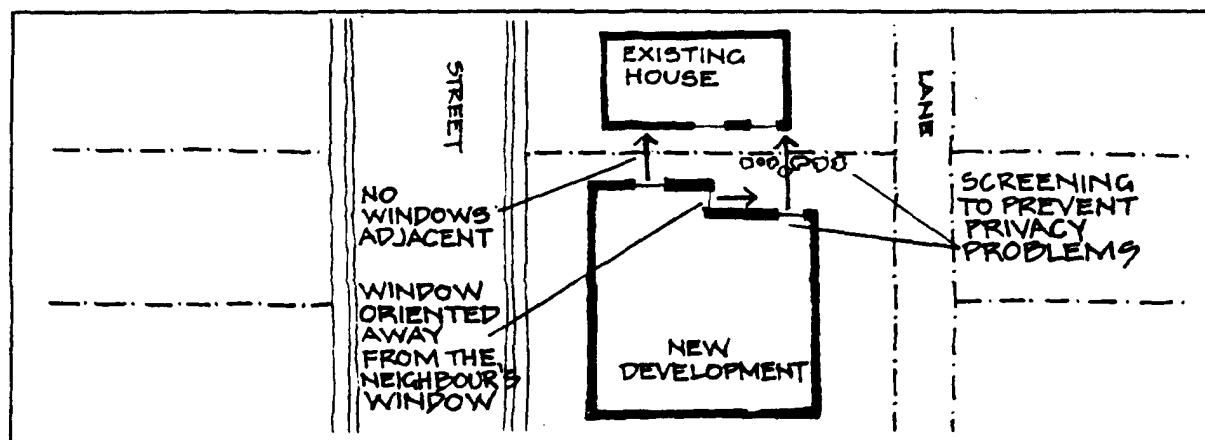 EXISTING
HOUSE
STREET
LANE
NO
WINDOWS
ADJACENT
SCREENING
TO PREVENT
PRIVACY
PROBLEMS
WINDOW
ORIENTED
AWAY
FROM THE
NEIGHBOUR'S
WINDOW
NEW
DEVELOPMENT